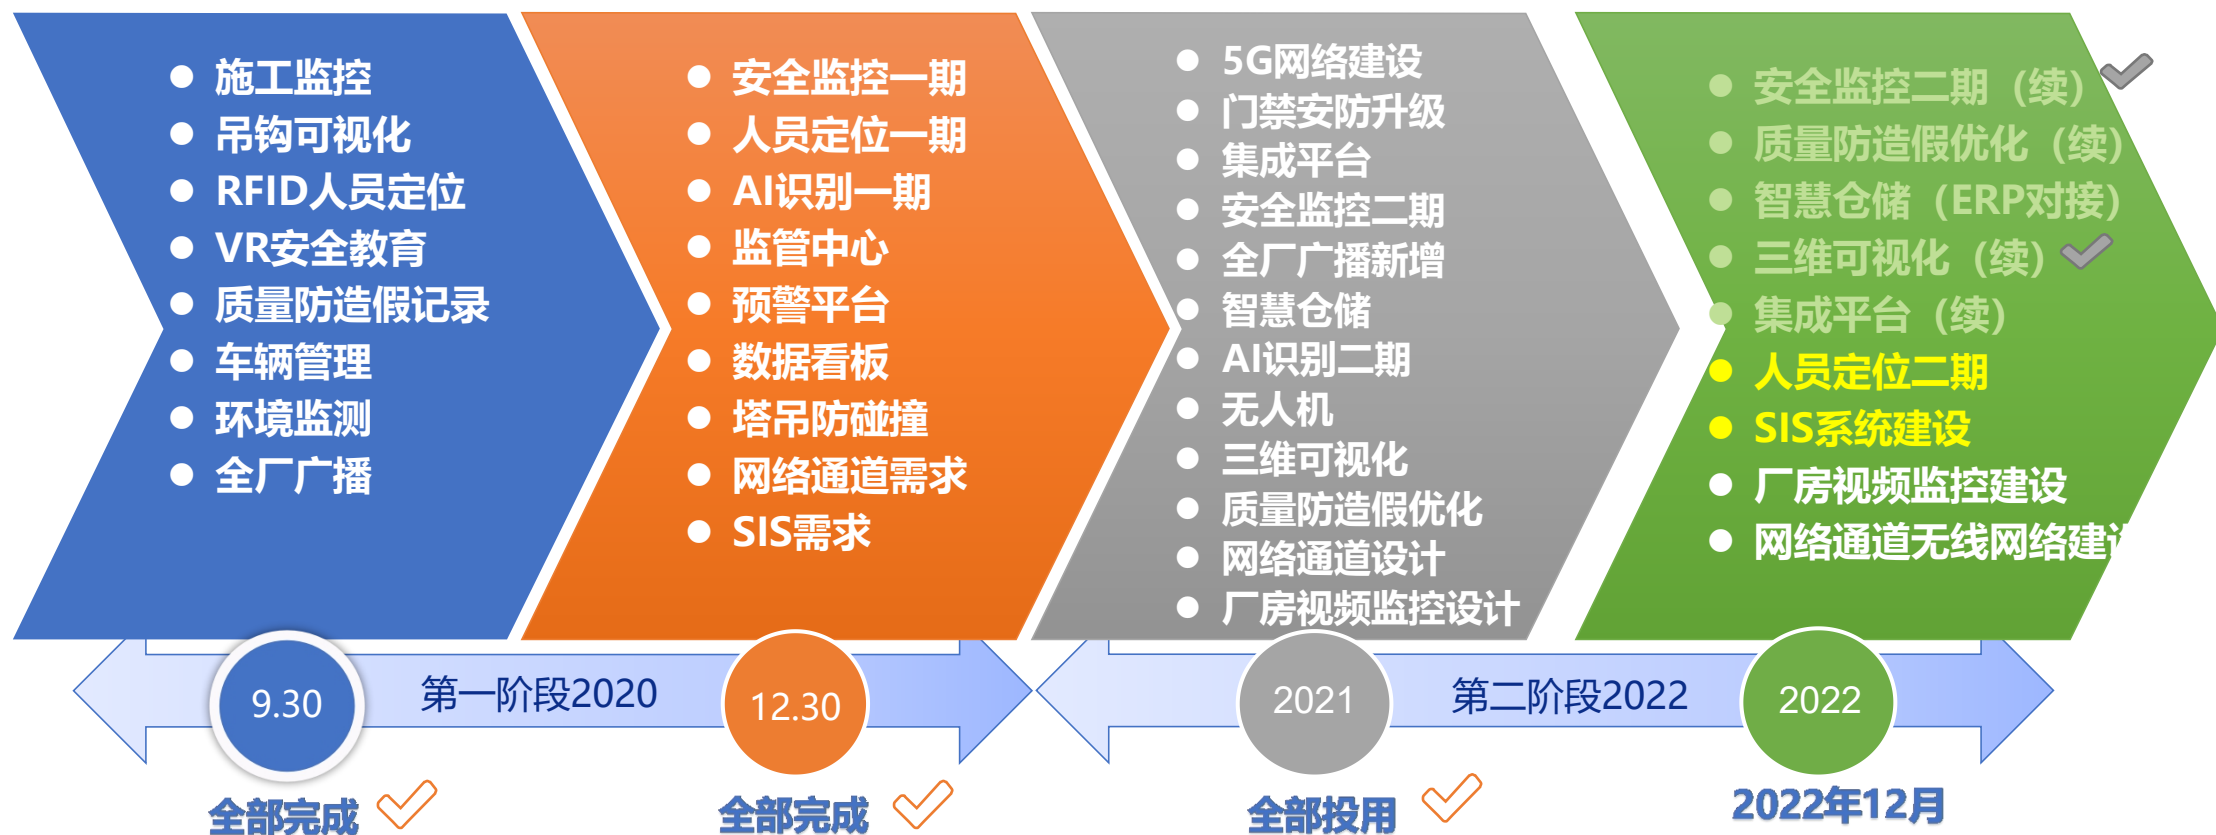 施工监控
吊钩可视化
RFID人员定位
VR安全教育
质量防造假记录
车辆管理
环境监测
全厂广播
安全监控一期
人员定位一期
AI识别一期
监管中心
预警平台
数据看板
塔吊防碰撞
网络通道需求
SIS需求
5G网络建设
门禁安防升级
集成平台
安全监控二期
全厂广播新增
智慧仓储
AI识别二期
无人机
三维可视化
质量防造假优化
网络通道设计
厂房视频监控设计
安全监控二期（续）
质量防造假优化（续）
智慧仓储（ERP对接）
三维可视化（续）
集成平台（续）
人员定位二期
SIS系统建设
厂房视频监控建设
网络通道无线网络建设
9.30
第一阶段2020
12.30
2021
第二阶段2022
2022
全部完成
全部完成
全部投用
2022年12月